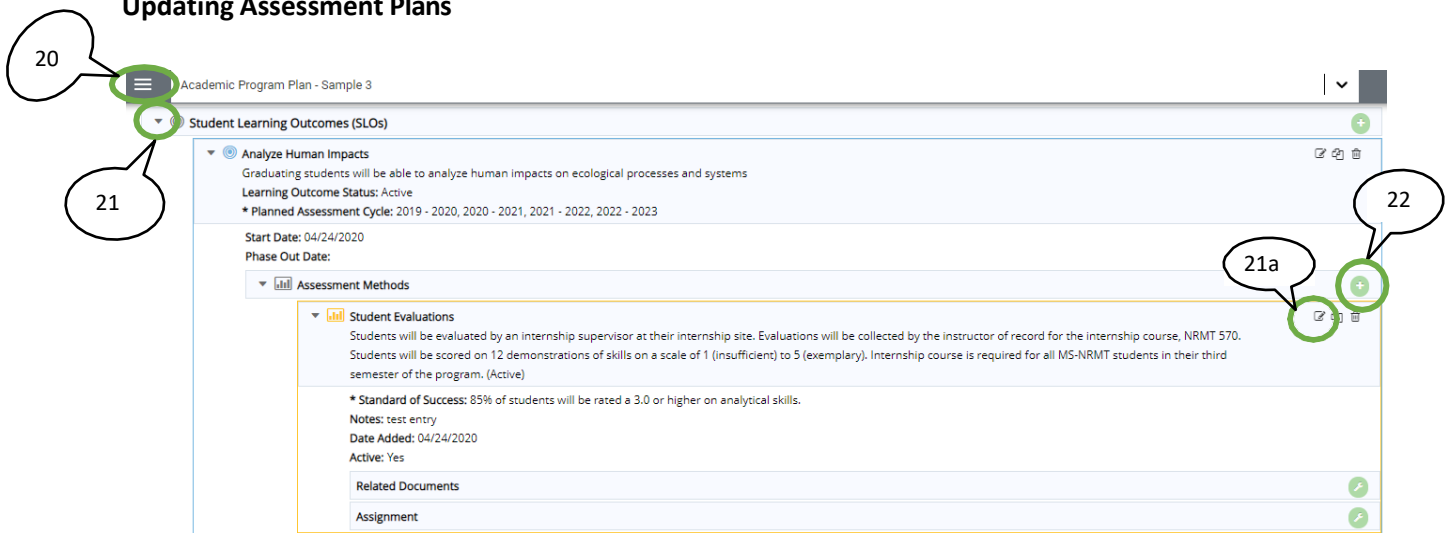 Updating Assessment Plans
20
Academic Program Plan - Sample 3
Student Learning Outcomes (SLOs)
21
Analyze Human Impacts
Graduating students will be able to analyze human impacts on ecological processes and systems
Learning Outcome Status: Active
* Planned Assessment Cycle: 2019 - 2020, 2020 - 2021, 2021 - 2022, 2022 - 2023
22
Start Date: 04/24/2020
Phase Out Date:
21a
Assessment Methods
Student Evaluations
Students will be evaluated by an internship supervisor at their internship site. Evaluations will be collected by the instructor of record for the internship course, NRMT 570.
Students will be scored on 12 demonstrations of skills on a scale of 1 (insufficient) to 5 (exemplary). Internship course is required for all MS-NRMT students in their third
semester of the program. (Active)
* Standard of Success: 85% of students will be rated a 3.0 or higher on analytical skills.
Notes: test entry
Date Added: 04/24/2020
Active: Yes
Related Documents
Assignment